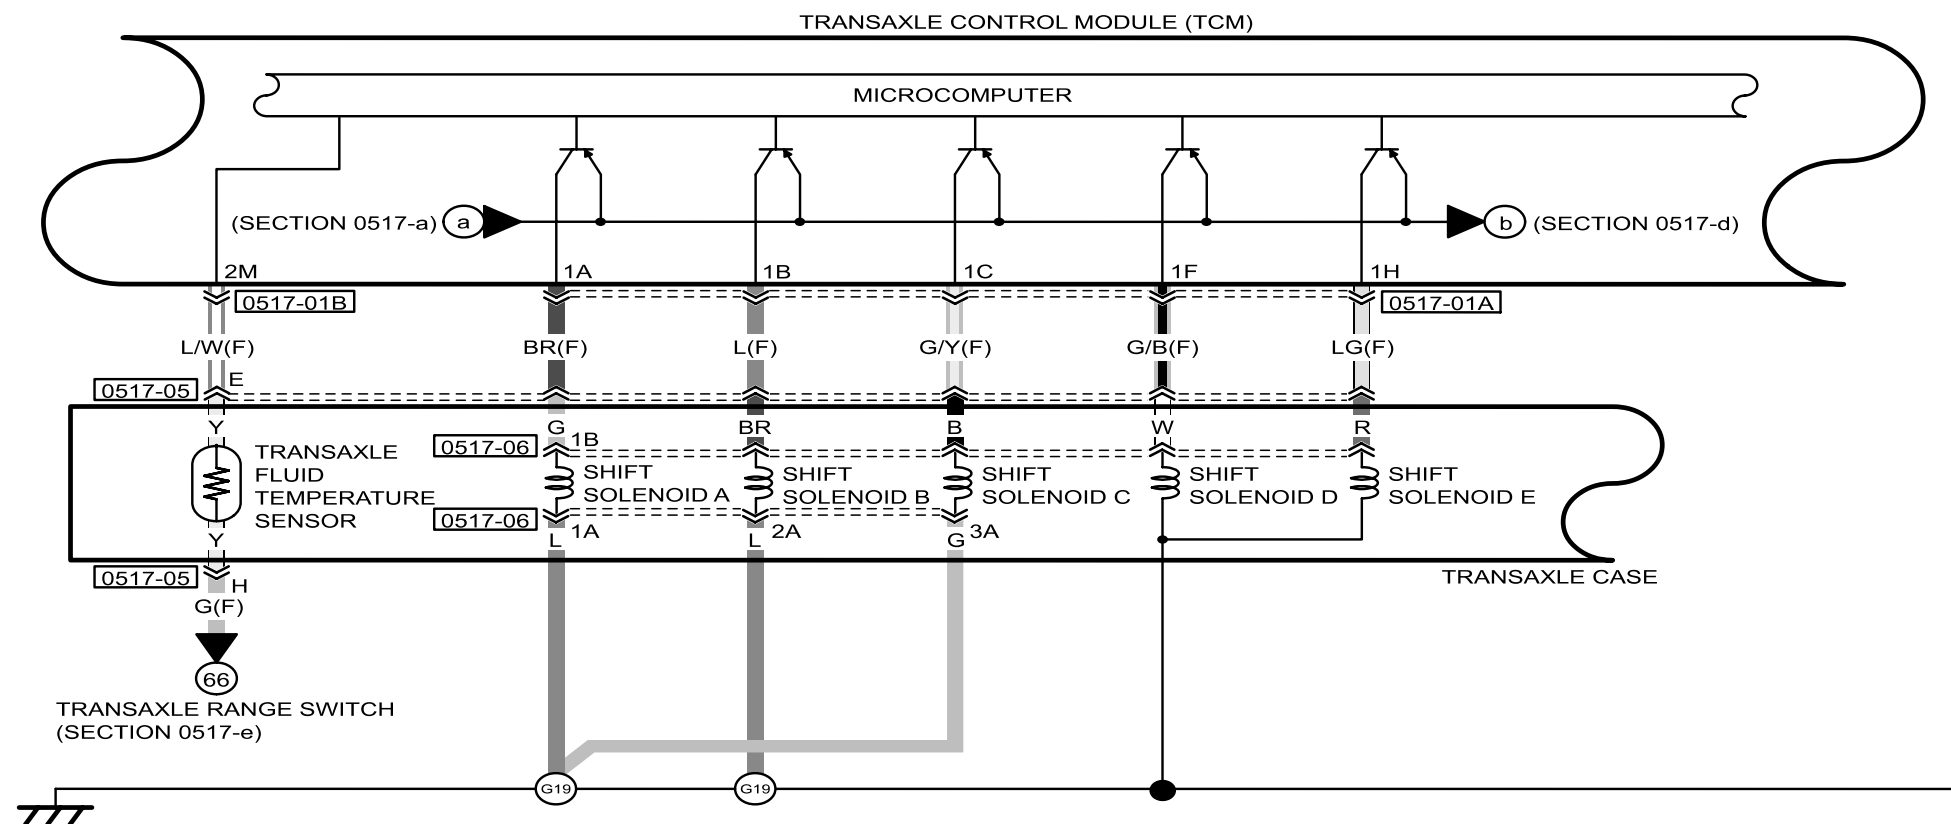 TRANSAXLE CONTROL MODULE (TCM)
MICROCOMPUTER
(SECTION 0517-a) a
b (SECTION 0517-d)
2M 1A 1B 1C 1F 1H
0517-01B 0517-01A
L/W(F) BR(F) L(F) G/Y(F) G/B(F) LG(F)
0517-05 E
Y G BR B W R
0517-06 1B
TRANSAXLE
FLUID
TEMPERATURE
SENSOR
SHIFT
SOLENOID A
SHIFT
SOLENOID B
SHIFT
SOLENOID C
SHIFT
SOLENOID D
SHIFT
SOLENOID E
0517-06 1A 2A 3A
Y L L G
0517-05 H
TRANSAXLE CASE
G(F)
66
TRANSAXLE RANGE SWITCH
(SECTION 0517-e)
G19 G19